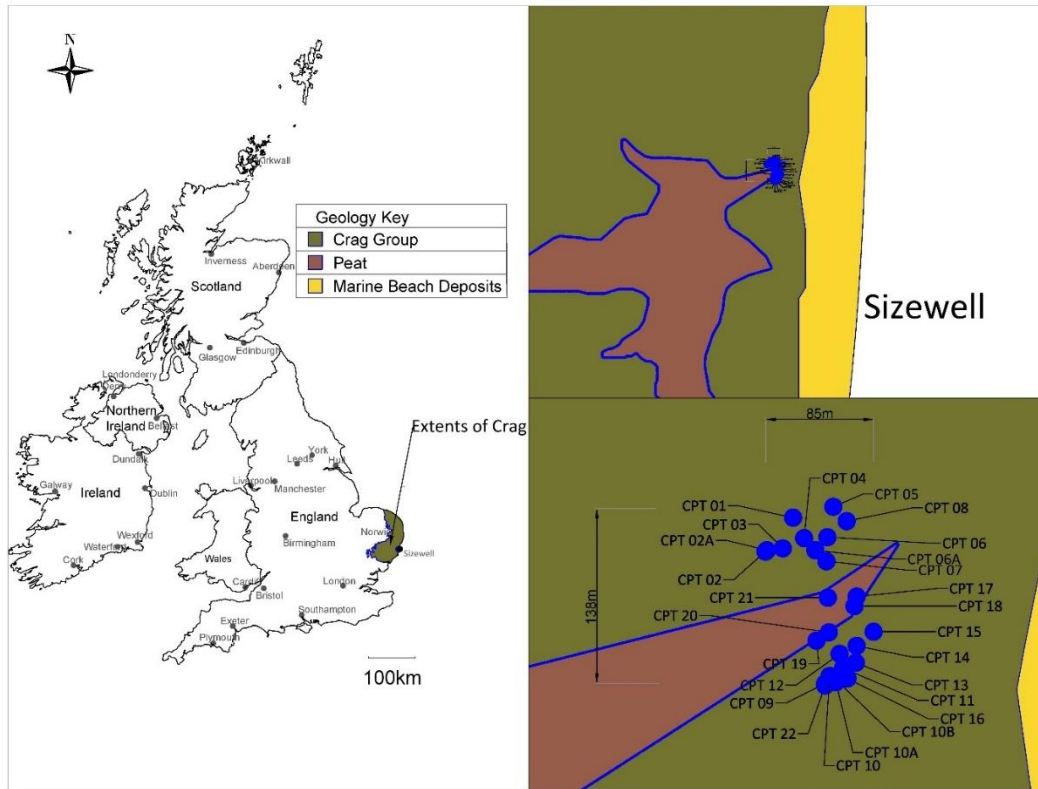 N
Kirkwall
Geology Key
Crag Group
Peat
Marine Beach Deposits
Inverness
Aberdeen
Scotland
Glasgow
Edinburgh
Londonderry
Northern
Ireland
Belfast
Dundalk
Galway
Ireland
Dublin
Wexford
Waterford
Cork
York
Leeds
Hull
Liverpool
Manchester
England
Birmingham
Wales
Cardiff
Bristol
London
Southampton
Exeter
Plymouth
Extents of Crag
Sizewell
100km
Sizewell
85m
138m
CPT 04
CPT 05
CPT 01
CPT 08
CPT 03
CPT 02A
CPT 06
CPT 06A
CPT 02
CPT 07
CPT 17
CPT 21
CPT 18
CPT 20
CPT 15
CPT 14
CPT 19
CPT 12
CPT 13
CPT 09
CPT 11
CPT 16
CPT 22
CPT 10B
CPT 10A
CPT 10